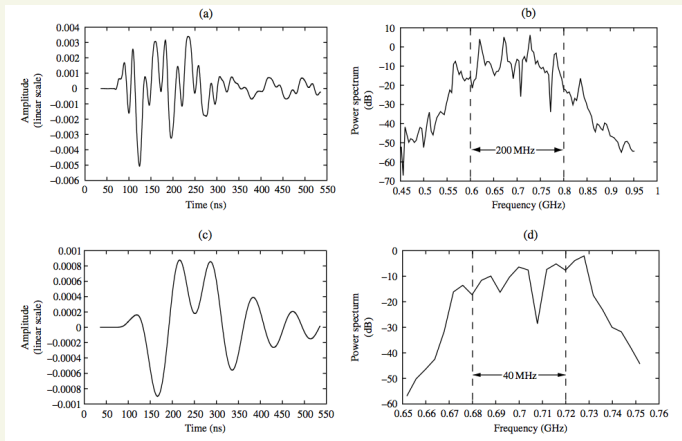 (a)
0.004
0.003
0.002
0.001
0
−0.001
−0.002
−0.003
−0.004
−0.005
−0.006
Amplitude
(linear scale)
0 50 100 150 200 250 300 350 400 450 500 550
Time (ns)
(b)
10
0
−10
−20
−30
−40
−50
−60
−70
Power spectrum
(dB)
200 MHz
0.45 0.5 0.55 0.6 0.65 0.7 0.75 0.8 0.85 0.9 0.95 1
Frequency (GHz)
(c)
0.001
0.0008
0.0006
0.0004
0.0002
0
−0.0002
−0.0004
−0.0006
−0.0008
−0.001
Amplitude
(linear scale)
0 50 100 150 200 250 300 350 400 450 500 550
Time (ns)
(d)
0
−10
−20
−30
−40
−50
−60
Power specturm
(dB)
40 MHz
0.65 0.66 0.67 0.68 0.69 0.7 0.71 0.72 0.73 0.74 0.75 0.76
Frequency (GHz)